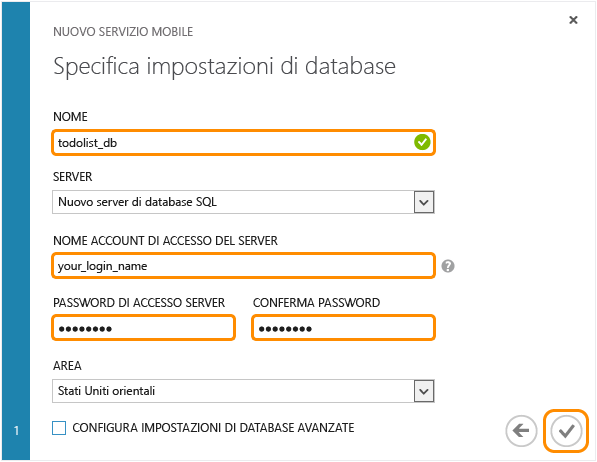 NUOVO SERVIZIO MOBILE
Specifica impostazioni di database
NOME
todolist_db
SERVER
Nuovo server di database SQL
NOME ACCOUNT DI ACCESSO DEL SERVER
your_login_name
?
PASSWORD DI ACCESSO SERVER CONFERMA PASSWORD
•••••••• ••••••••
AREA
Stati Uniti orientali
1 CONFIGURA IMPOSTAZIONI DI DATABASE AVANZATE